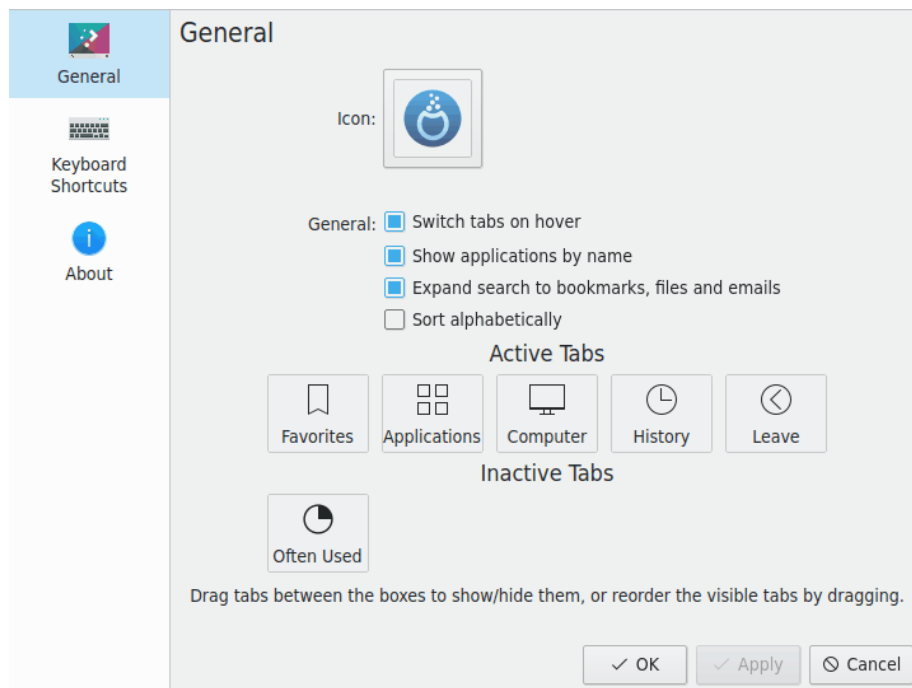 General
Keyboard
Shortcuts
About
General
Icon:
General:
Switch tabs on hover
Show applications by name
Expand search to bookmarks, files and emails
Sort alphabetically
Active Tabs
Favorites
Applications
Computer
History
Leave
Inactive Tabs
Often Used
Drag tabs between the boxes to show/hide them, or reorder the visible tabs by dragging.
OK
Apply
Cancel